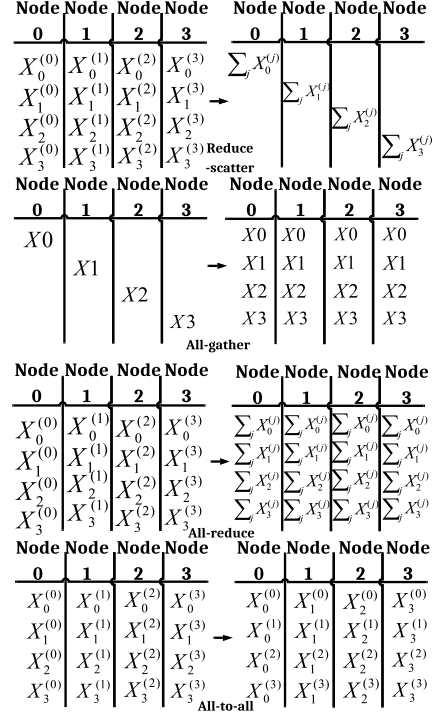 Node Node Node Node Node Node Node Node
0 1 2 3 0 1 2 3
X_0^{(0)} X_0^{(1)} X_0^{(2)} X_0^{(3)} ∑_j X_0^{(j)}
X_1^{(0)} X_1^{(1)} X_1^{(2)} X_1^{(3)} → ∑_j X_1^{(j)}
X_2^{(0)} X_2^{(1)} X_2^{(2)} X_2^{(3)} ∑_j X_2^{(j)}
X_3^{(0)} X_3^{(1)} X_3^{(2)} X_3^{(3)} ∑_j X_3^{(j)}
Reduce
-scatter
Node Node Node Node Node Node Node Node
0 1 2 3 0 1 2 3
X0 X0 X0 X0 X0
X1 → X1 X1 X1 X1
X2 X2 X2 X2 X2
X3 X3 X3 X3 X3
All-gather
Node Node Node Node Node Node Node Node
0 1 2 3 0 1 2 3
X_0^{(0)} X_0^{(1)} X_0^{(2)} X_0^{(3)} ∑_j X_0^{(j)} ∑_j X_0^{(j)} ∑_j X_0^{(j)} ∑_j X_0^{(j)}
X_1^{(0)} X_1^{(1)} X_1^{(2)} X_1^{(3)} → ∑_j X_1^{(j)} ∑_j X_1^{(j)} ∑_j X_1^{(j)} ∑_j X_1^{(j)}
X_2^{(0)} X_2^{(1)} X_2^{(2)} X_2^{(3)} ∑_j X_2^{(j)} ∑_j X_2^{(j)} ∑_j X_2^{(j)} ∑_j X_2^{(j)}
X_3^{(0)} X_3^{(1)} X_3^{(2)} X_3^{(3)} ∑_j X_3^{(j)} ∑_j X_3^{(j)} ∑_j X_3^{(j)} ∑_j X_3^{(j)}
All-reduce
Node Node Node Node Node Node Node Node
0 1 2 3 0 1 2 3
X_0^{(0)} X_0^{(1)} X_0^{(2)} X_0^{(3)} X_0^{(0)} X_1^{(0)} X_2^{(0)} X_3^{(0)}
X_1^{(0)} X_1^{(1)} X_1^{(2)} X_1^{(3)} → X_0^{(1)} X_1^{(1)} X_2^{(1)} X_3^{(1)}
X_2^{(0)} X_2^{(1)} X_2^{(2)} X_2^{(3)} X_0^{(2)} X_1^{(2)} X_2^{(2)} X_3^{(2)}
X_3^{(0)} X_3^{(1)} X_3^{(2)} X_3^{(3)} X_0^{(3)} X_1^{(3)} X_2^{(3)} X_3^{(3)}
All-to-all